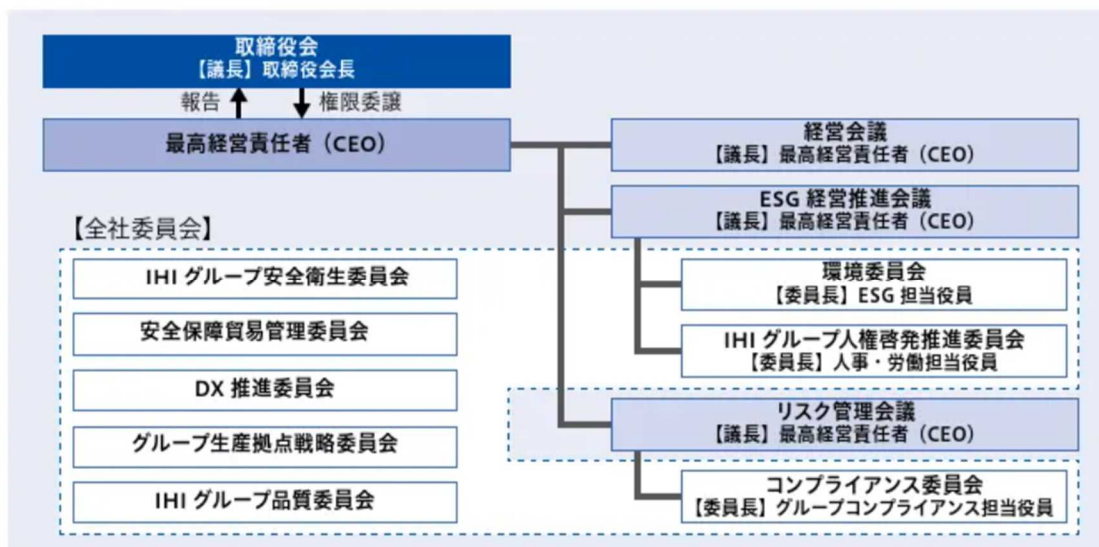 取締役会
【議長】取締役会長
報告
権限委譲
最高経営責任者（CEO）
経営会議
【議長】最高経営責任者（CEO）
ESG 経営推進会議
【議長】最高経営責任者（CEO）
【全社委員会】
IHI グループ安全衛生委員会
安全保障貿易管理委員会
DX 推進委員会
グループ生産拠点戦略委員会
IHI グループ品質委員会
環境委員会
【委員長】ESG 担当役員
IHI グループ人権啓発推進委員会
【委員長】人事・労働担当役員
リスク管理会議
【議長】最高経営責任者（CEO）
コンプライアンス委員会
【委員長】グループコンプライアンス担当役員